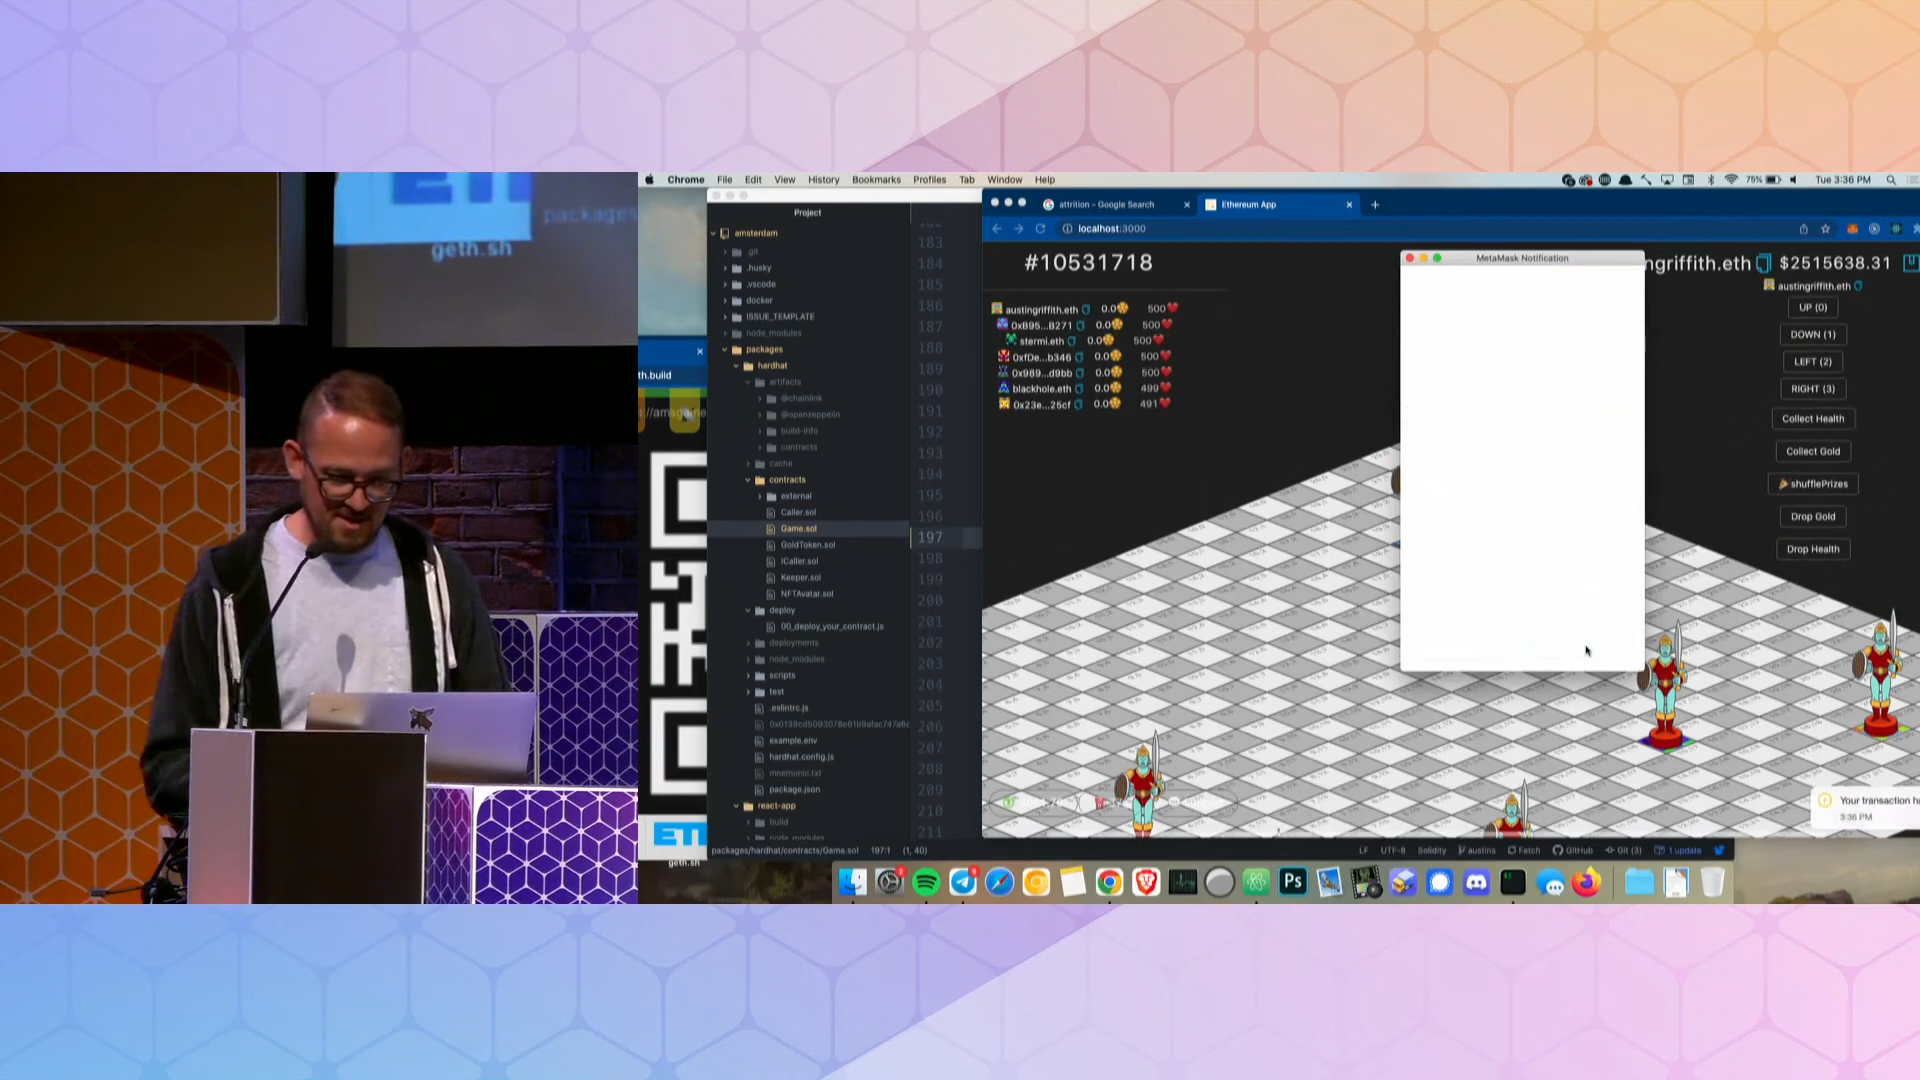 geth.sh
packages
Chrome File Edit View History Bookmarks Profiles Tab Window Help
75%
Tue 3:36 PM
Project
amsterdam
.git
.husky
.vscode
docker
ISSUE_TEMPLATE
node_modules
packages
hardhat
artifacts
@chainlink
@openzeppelin
build-info
contracts
cache
contracts
external
Caller.sol
Game.sol
GoldToken.sol
ICaller.sol
Keeper.sol
NFTAvatar.sol
deploy
00_deploy_your_contract.js
deployments
node_modules
scripts
test
.eslintrc.js
example.env
hardhat.config.js
mnemonic.txt
package.json
react-app
build
node_modules
th.build
ETH
geth.sh
183
184
185
186
187
188
189
190
191
192
193
194
195
196
197
198
199
200
201
202
203
204
205
206
207
208
209
210
211
packages/hardhat/contracts/Game.sol 197:1 (1, 40)
LF UTF-8 Solidity austins Fetch GitHub Git (3) 1 update
attrition - Google Search
Ethereum App
localhost:3000
#10531718
austingriffith.eth 0.0 500
0xB95...B271 0.0 500
stermi.eth 0.0 500
0xfDe...b346 0.0 500
0x989...d9bb 0.0 500
blackhole.eth 0.0 499
0x23e...25cf 0.0 491
MetaMask Notification
ngriffith.eth $2515638.31
austingriffith.eth
UP (0)
DOWN (1)
LEFT (2)
RIGHT (3)
Collect Health
Collect Gold
shufflePrizes
Drop Gold
Drop Health
Your transaction ha
3:36 PM
Ps